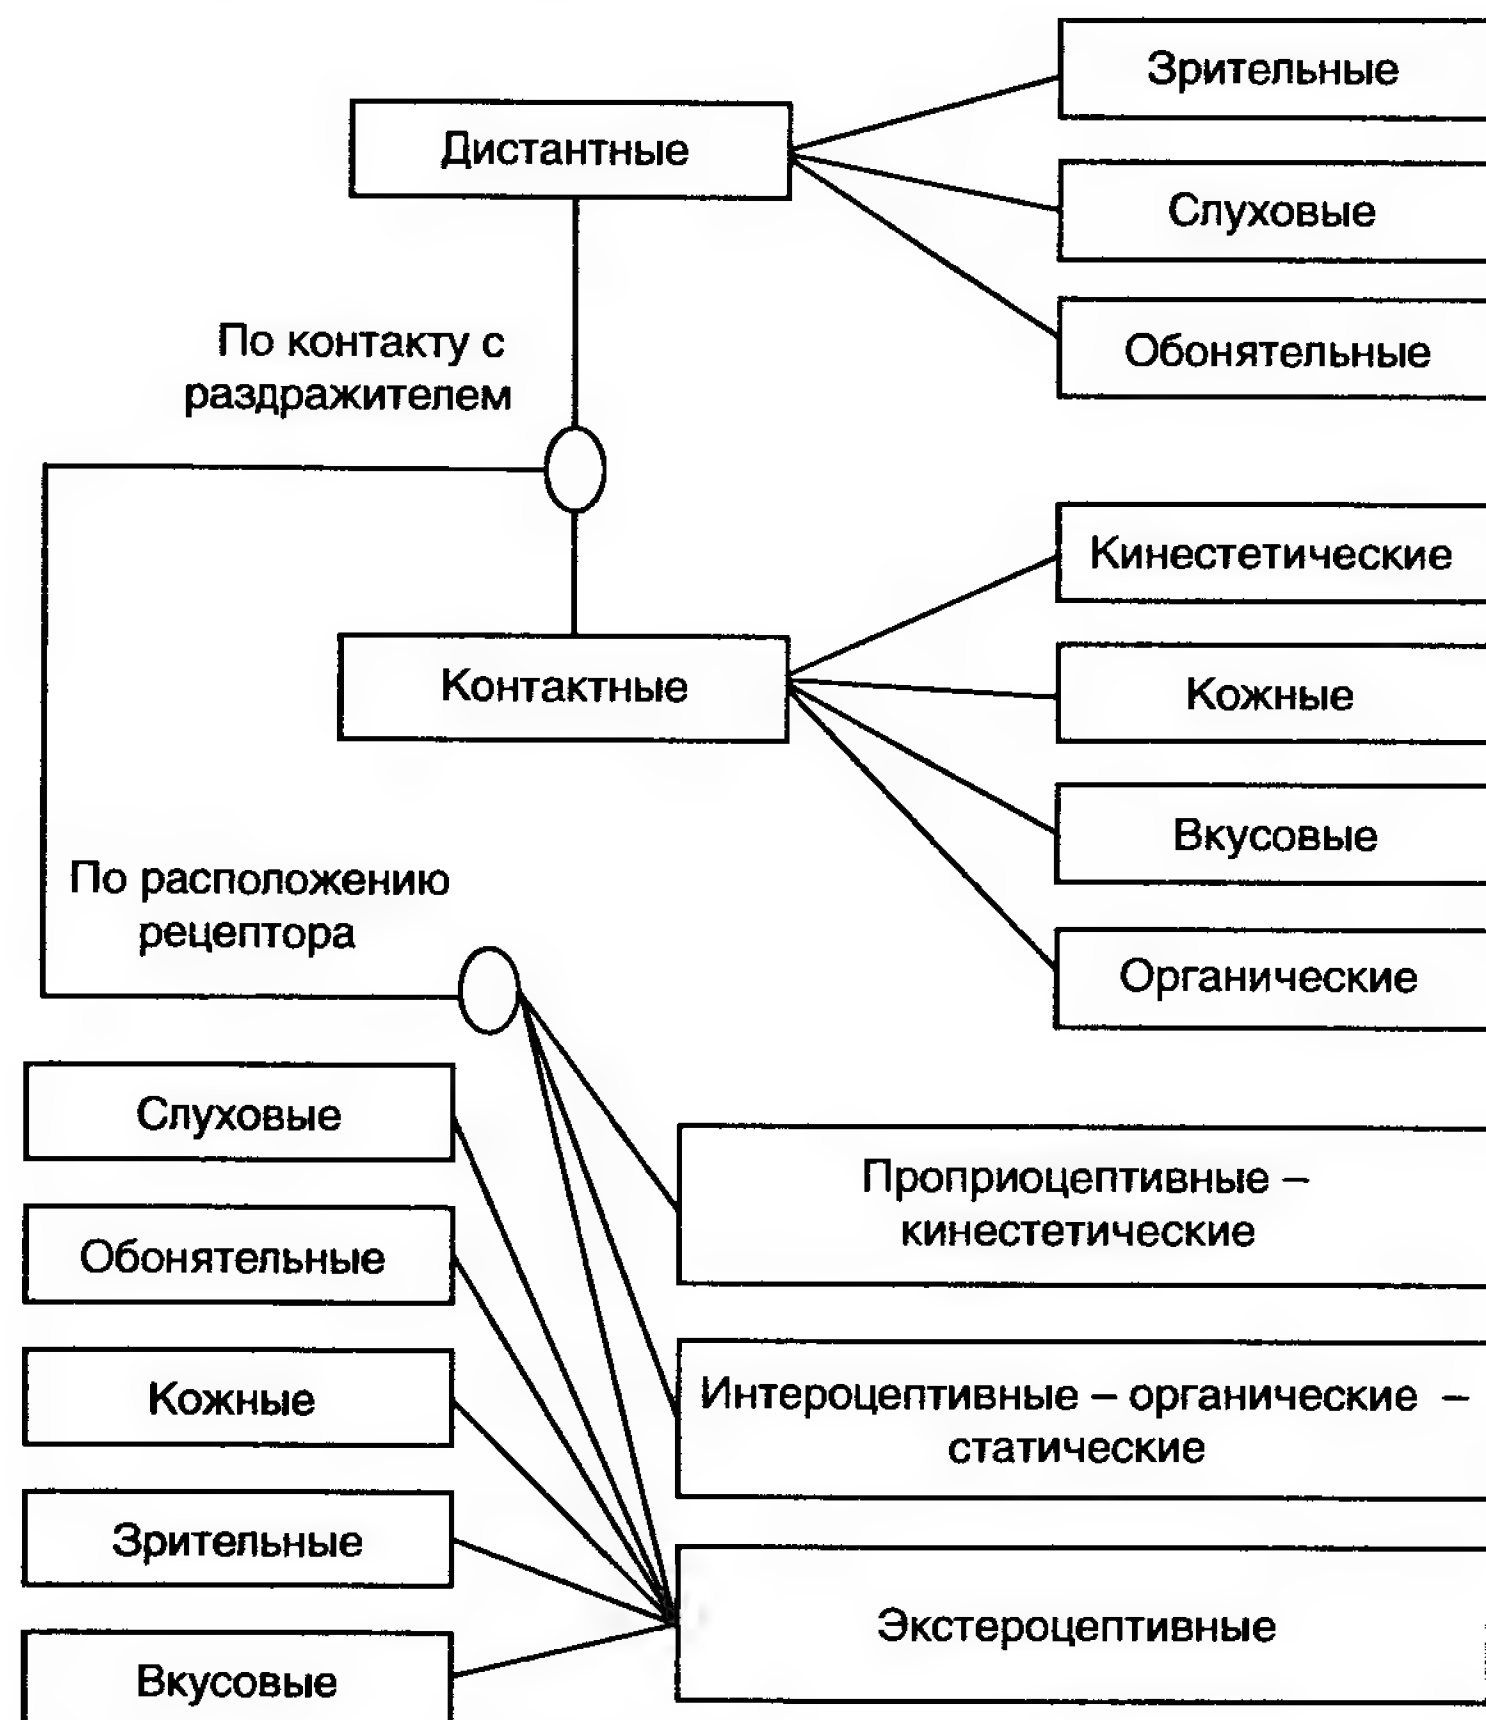 Дистантные
Зрительные
Слуховые
Обонятельные
По контакту с
раздражителем
Контактные
Кинестетические
Кожные
Вкусовые
Органические
По расположению
рецептора
Слуховые
Обонятельные
Кожные
Зрительные
Вкусовые
Проприоцептивные –
кинестетические
Интероцептивные – органические –
статические
Экстероцептивные